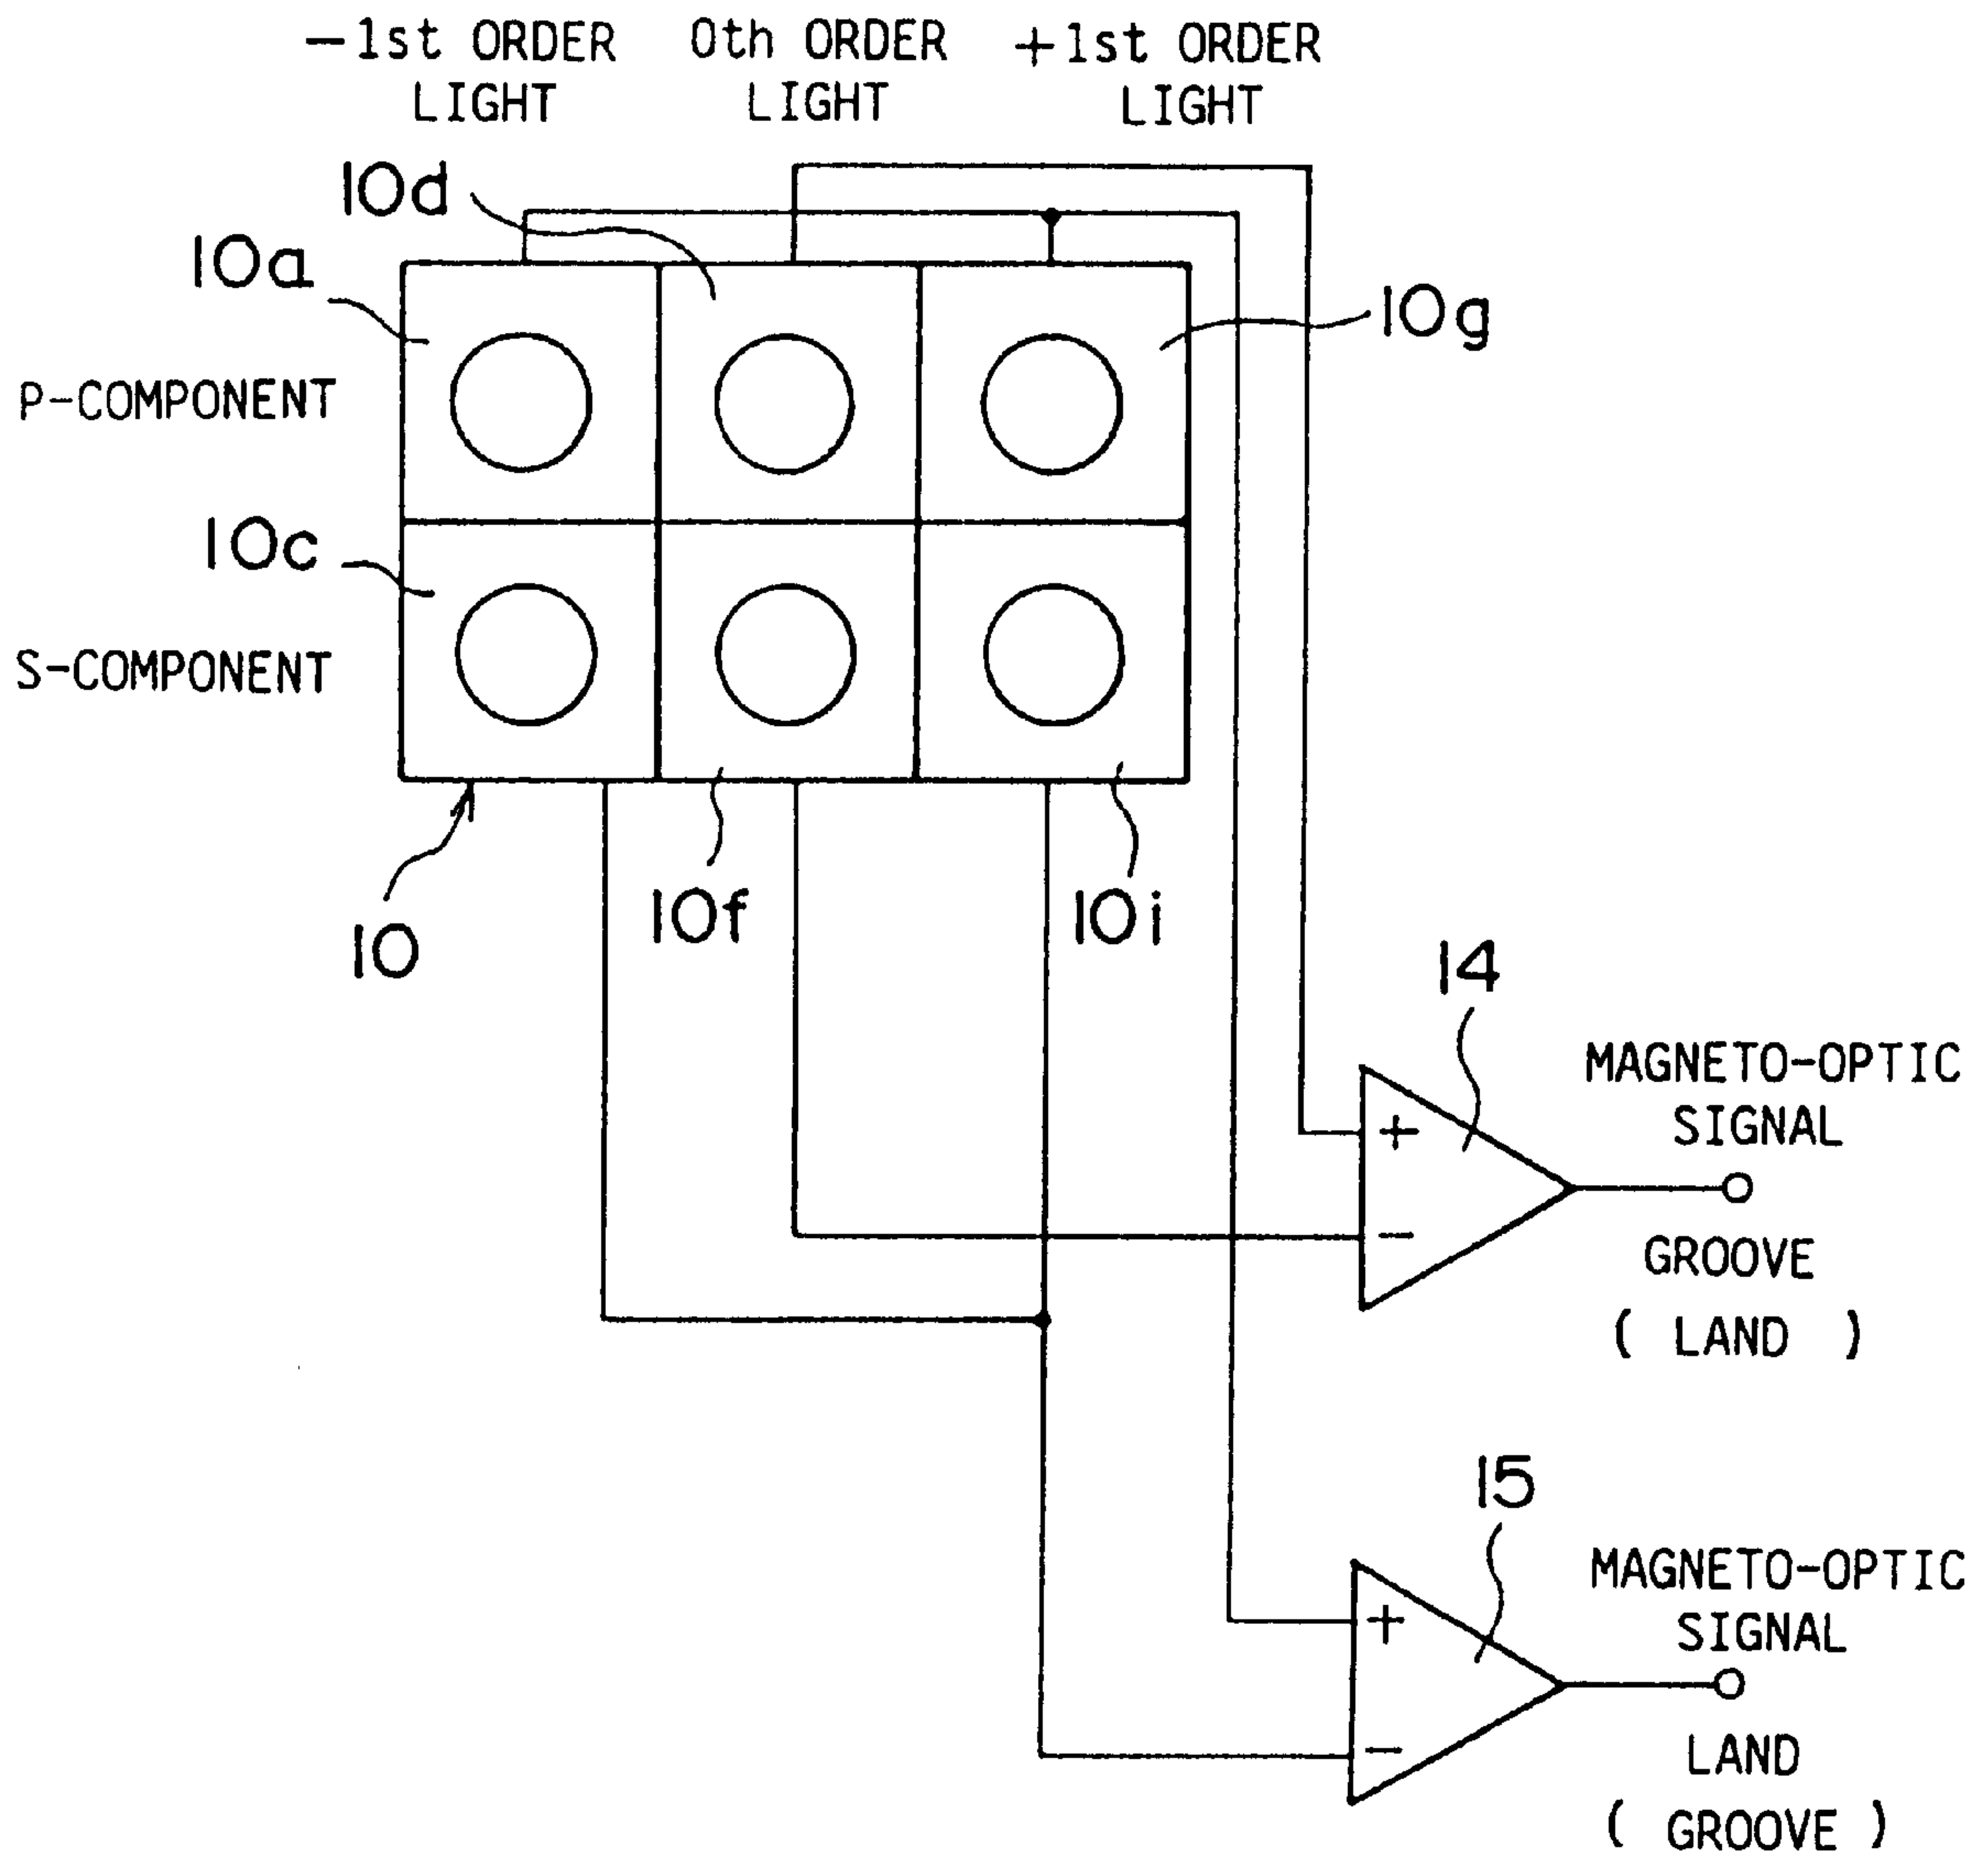 −1st ORDER
LIGHT
0th ORDER
LIGHT
+1st ORDER
LIGHT
10d
10a
10g
P-COMPONENT
10c
S-COMPONENT
10
10f
10i
14
MAGNETO-OPTIC
SIGNAL
+
−
GROOVE
( LAND )
15
MAGNETO-OPTIC
SIGNAL
+
−
LAND
( GROOVE )